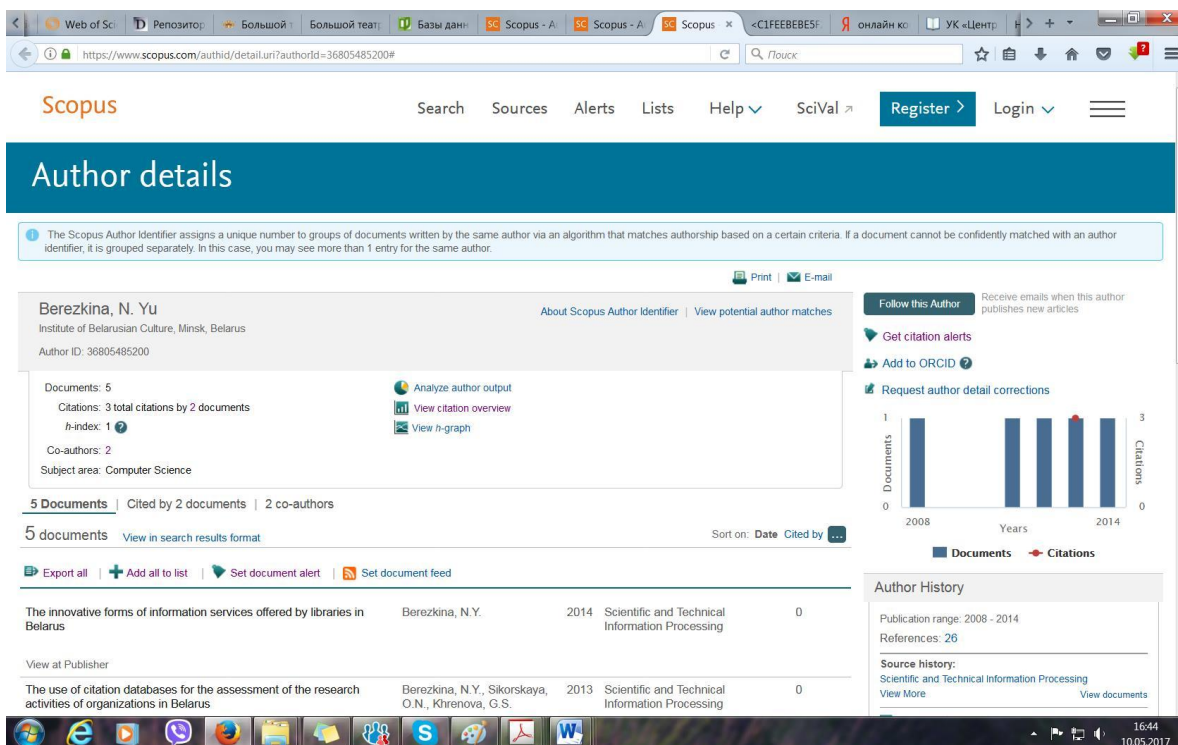 Web of Sci
Репозитор
Большой т
Большой театр
Базы данн
Scopus - Ac
Scopus - A
Scopus ×
<C1FEEBEBE5F
онлайн ко
УК «Центр
https://www.scopus.com/authid/detail.uri?authorId=36805485200#
Поиск
Scopus
Search Sources Alerts Lists Help SciVal Register Login
Author details
The Scopus Author Identifier assigns a unique number to groups of documents written by the same author via an algorithm that matches authorship based on a certain criteria. If a document cannot be confidently matched with an author
identifier, it is grouped separately. In this case, you may see more than 1 entry for the same author.
Print | E-mail
Berezkina, N. Yu
Institute of Belarusian Culture, Minsk, Belarus
Author ID: 36805485200
About Scopus Author Identifier | View potential author matches
Documents: 5
Citations: 3 total citations by 2 documents
h-index: 1
Co-authors: 2
Subject area: Computer Science
Analyze author output
View citation overview
View h-graph
5 Documents | Cited by 2 documents | 2 co-authors
5 documents View in search results format
Sort on: Date Cited by ...
Export all | Add all to list | Set document alert | Set document feed
The innovative forms of information services offered by libraries in
Belarus
Berezkina, N.Y.
2014
Scientific and Technical
Information Processing
0
View at Publisher
The use of citation databases for the assessment of the research
activities of organizations in Belarus
Berezkina, N.Y., Sikorskaya,
O.N., Khrenova, G.S.
2013
Scientific and Technical
Information Processing
0
Follow this Author
Receive emails when this author
publishes new articles
Get citation alerts
Add to ORCID
Request author detail corrections
1
0
Documents
3
0
Citations
2008 Years 2014
Documents Citations
Author History
Publication range: 2008 - 2014
References: 26
Source history:
Scientific and Technical Information Processing
View More View documents
16:44
10.05.2017